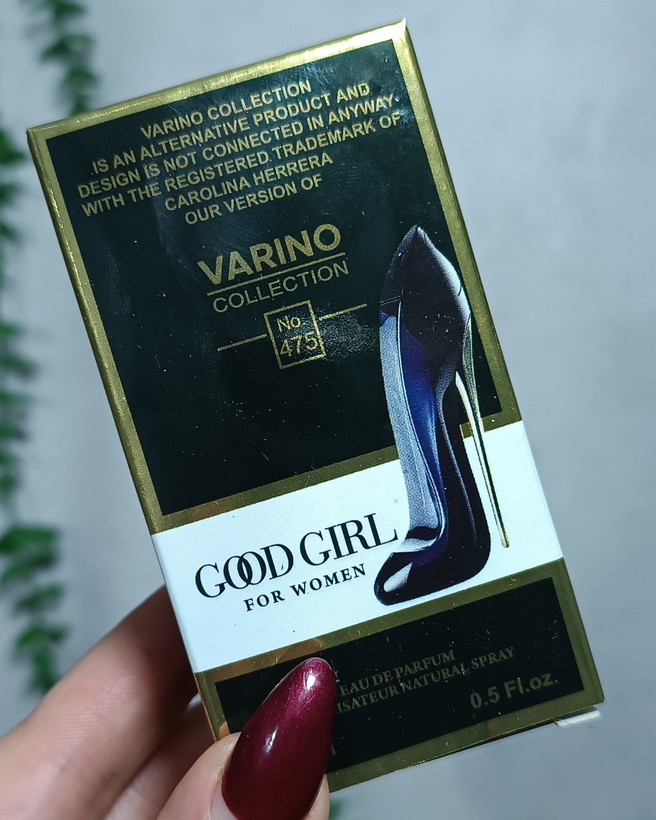 VARINO COLLECTION
IS AN ALTERNATIVE PRODUCT AND
DESIGN IS NOT CONNECTED IN ANYWAY
WITH THE REGISTERED TRADEMARK OF
CAROLINA HERRERA
OUR VERSION OF
VARINO
COLLECTION
No.
475
GOOD GIRL
FOR WOMEN
EAU DE PARFUM
NATURAL SPRAY
0.5 Fl.oz.